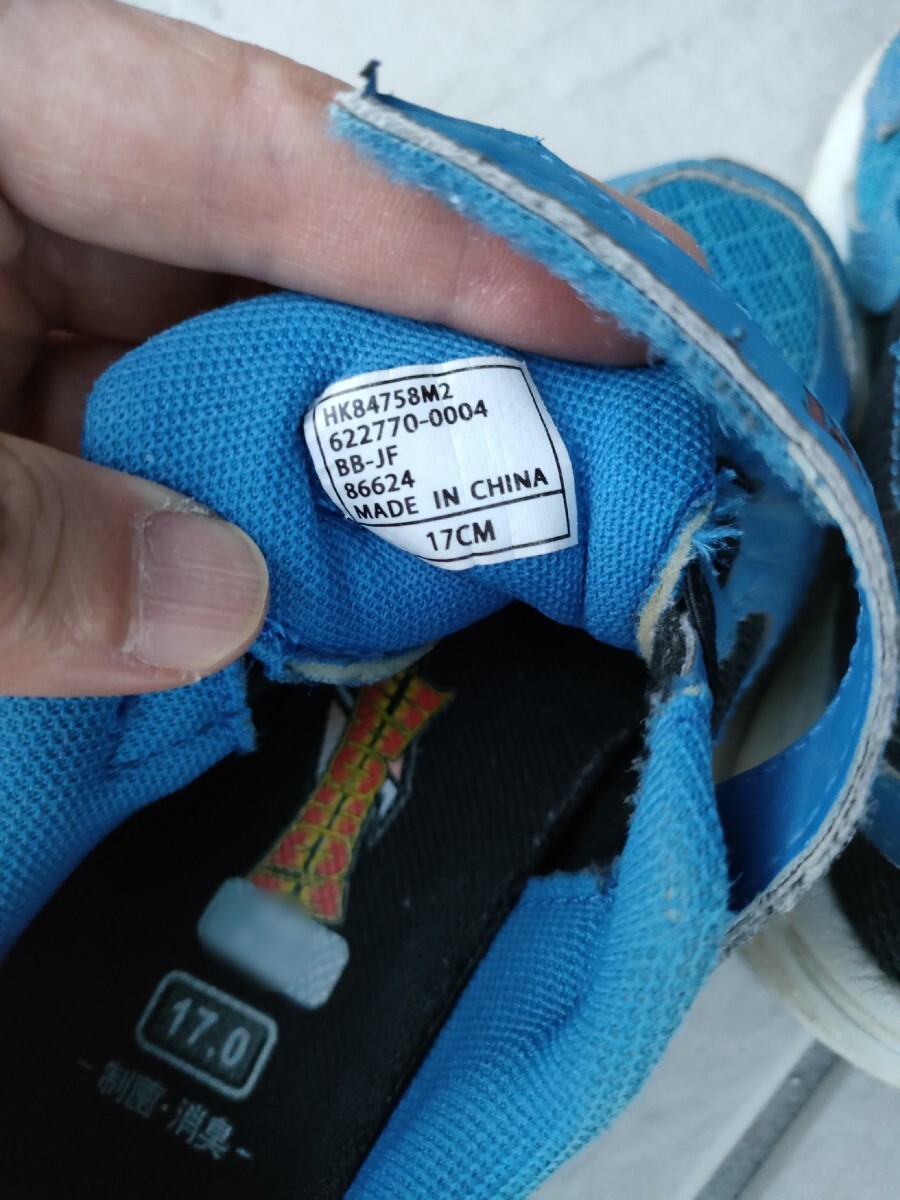 HK84758M2
622770-0004
BB-JF
86624
MADE IN CHINA
17CM
17.0
- 制菌・消臭 -